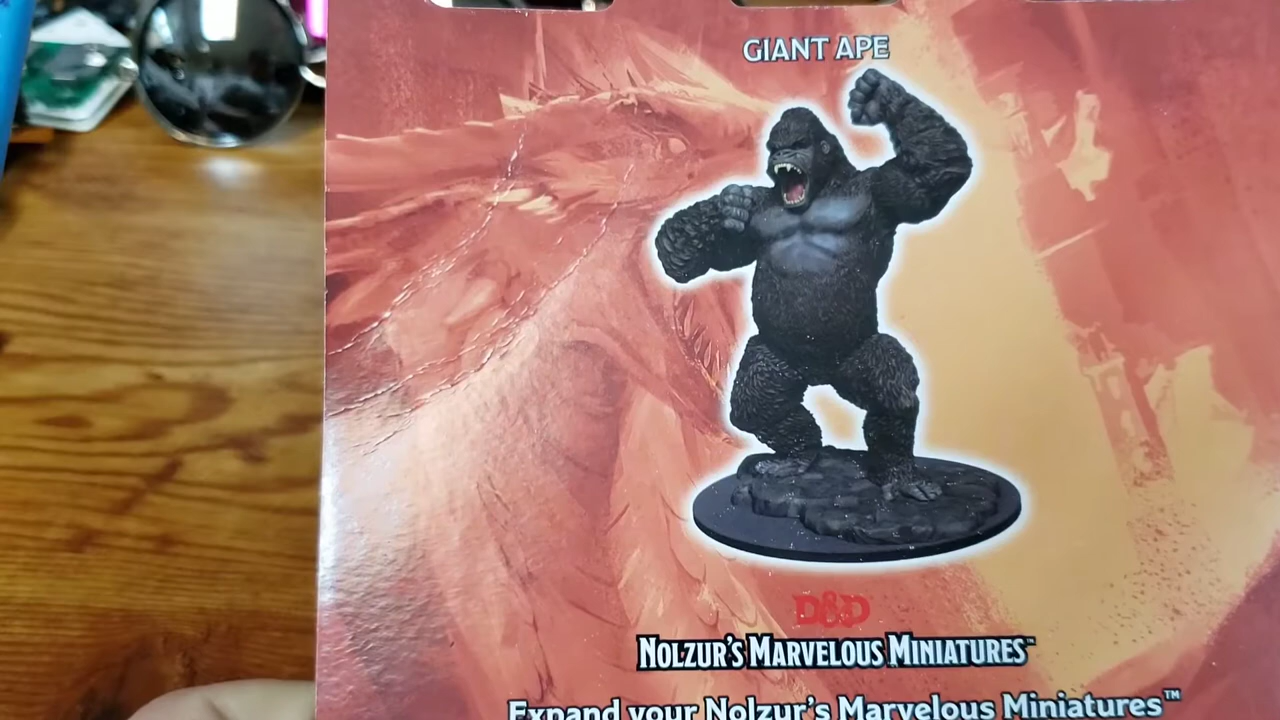 GIANT APE
D&D
NOLZUR'S MARVELOUS MINIATURES™
Expand your Nolzur's Marvelous Miniatures™